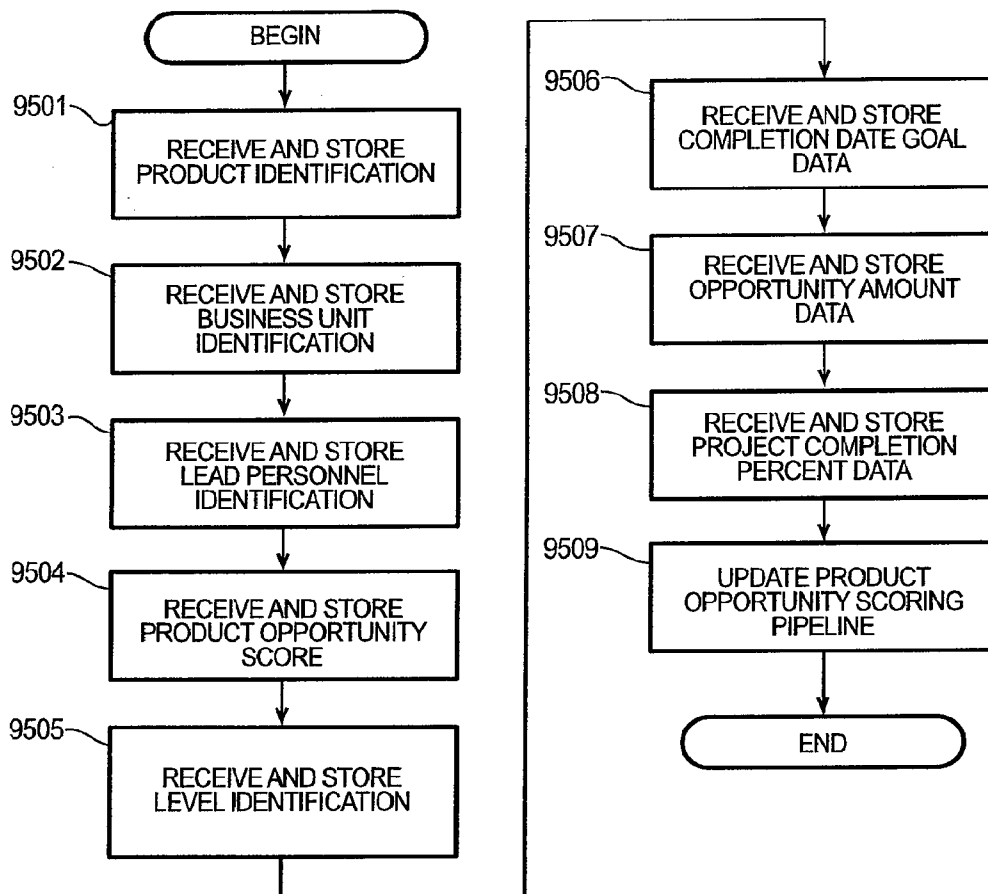 BEGIN
9501
RECEIVE AND STORE
PRODUCT IDENTIFICATION
9502
RECEIVE AND STORE
BUSINESS UNIT
IDENTIFICATION
9503
RECEIVE AND STORE
LEAD PERSONNEL
IDENTIFICATION
9504
RECEIVE AND STORE
PRODUCT OPPORTUNITY
SCORE
9505
RECEIVE AND STORE
LEVEL IDENTIFICATION
9506
RECEIVE AND STORE
COMPLETION DATE GOAL
DATA
9507
RECEIVE AND STORE
OPPORTUNITY AMOUNT
DATA
9508
RECEIVE AND STORE
PROJECT COMPLETION
PERCENT DATA
9509
UPDATE PRODUCT
OPPORTUNITY SCORING
PIPELINE
END